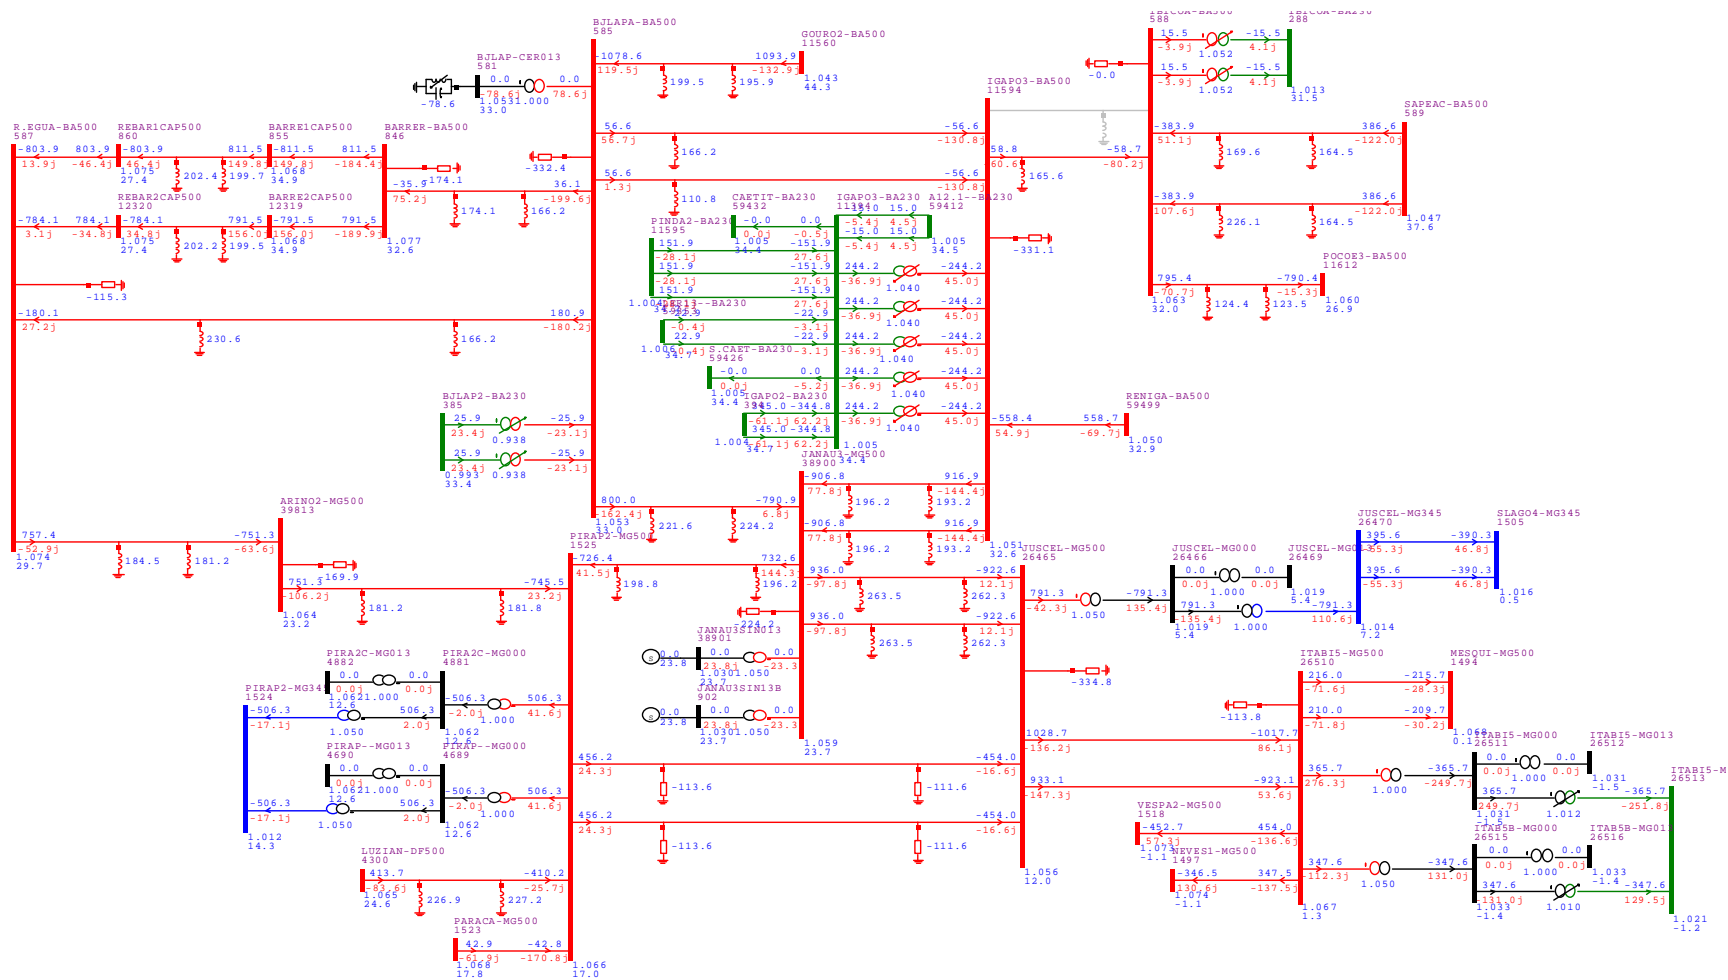 BJLAPA-BA500
585
GOURO2-BA500
11560
-1078.6
119.5j
1093.9
-132.9j
199.5
195.9
1.043
44.3
BJLAP-CER013
581
0.0
-78.6j
0.0
78.6j
-78.6
1.0531.000
33.0
588
288
15.5
-3.9j
-15.5
4.1j
1.052
15.5
-3.9j
-15.5
4.1j
1.052
-0.0
1.013
31.5
IGAPO3-BA500
11594
SAPEAC-BA500
589
-383.9
51.1j
386.6
-122.0j
169.6
164.5
-383.9
107.6j
386.6
-122.0j
226.1
164.5
1.047
37.6
POCOE3-BA500
11612
795.4
-70.7j
-790.4
-15.3j
1.063
32.0
124.4
123.5
1.060
26.9
R.EGUA-BA500
587
REBAR1CAP500
860
BARRE1CAP500
855
BARRER-BA500
846
-803.9
13.9j
803.9
-46.4j
-803.9
46.4j
811.5
149.8j
-811.5
-149.8j
811.5
-184.4j
1.075
27.4
202.4
199.7
1.068
34.9
REBAR2CAP500
12320
BARRE2CAP500
12319
-784.1
3.1j
784.1
-34.8j
-784.1
34.8j
791.5
156.0j
-791.5
-156.0j
791.5
-189.9j
1.075
27.4
202.2
199.5
1.068
34.9
1.077
32.6
-174.1
-35.9
75.2j
36.1
-199.6j
174.1
166.2
-332.4
56.6
56.7j
-56.6
-130.8j
166.2
56.6
1.3j
-56.6
-130.8j
110.8
58.8
-60.6j
-58.7
-80.2j
165.6
-331.1
-115.3
-180.1
27.2j
180.9
-180.2j
230.6
166.2
CAETIT-BA230
59432
IGAPO3-BA230
11394
A12.1--BA230
59412
-0.0
0.0j
0.0
-0.5j
1.005
34.4
-15.0
-5.4j
15.0
4.5j
-15.0
-5.4j
15.0
4.5j
1.005
34.5
PINDA2-BA230
11595
151.9
-28.1j
-151.9
27.6j
151.9
-28.1j
-151.9
27.6j
151.9
-151.9
27.6j
22.9
-0.4j
-22.9
-3.1j
22.9
-0.4j
-22.9
-3.1j
1.006
34.7
S.CAET-BA230
59426
-0.0
0.0j
0.0
-5.2j
1.005
34.4
IGAPO2-BA230
345.0
-61.1j
-344.8
62.2j
345.0
-61.1j
-344.8
62.2j
1.004
34.7
1.005
34.4
244.2
-36.9j
-244.2
45.0j
1.040
244.2
-36.9j
-244.2
45.0j
1.040
244.2
-36.9j
-244.2
45.0j
1.040
244.2
-36.9j
-244.2
45.0j
1.040
244.2
-36.9j
-244.2
45.0j
1.040
RENIGA-BA500
59499
-558.4
54.9j
558.7
-69.7j
1.050
32.9
BJLAP2-BA230
385
25.9
23.4j
-25.9
-23.1j
0.938
25.9
23.4j
-25.9
-23.1j
0.938
0.993
33.4
JANAU3-MG500
38900
-906.8
77.8j
916.9
-144.4j
196.2
193.2
-906.8
77.8j
916.9
-144.4j
196.2
193.2
1.051
32.6
800.0
-162.4j
-790.9
6.8j
1.053
33.0
221.6
224.2
ARINO2-MG500
39813
757.4
-52.9j
-751.3
-63.6j
1.074
29.7
184.5
181.2
-169.9
751.3
-106.2j
-745.5
23.2j
1.064
23.2
181.2
181.8
PIRAP2-MG500
1525
-726.4
41.5j
732.6
-144.3j
198.8
196.2
936.0
-97.8j
-922.6
12.1j
263.5
262.3
936.0
-97.8j
-922.6
12.1j
263.5
262.3
-224.2
JUSCEL-MG500
26465
JUSCEL-MG000
26466
JUSCEL-MG013
26469
JUSCEL-MG345
26470
SLAGO4-MG345
1505
791.3
-42.3j
-791.3
135.4j
1.050
0.0
0.0j
0.0
0.0j
1.000
1.019
5.4
791.3
-135.4j
-791.3
110.6j
1.000
1.019
5.4
395.6
-55.3j
-390.3
46.8j
395.6
-55.3j
-390.3
46.8j
1.014
7.2
1.016
0.5
JANAU3SIN013
38901
0.0
23.8
0.0
23.8j
0.0
-23.3
1.0301.050
23.7
JANAU3SIN13B
902
0.0
23.8
0.0
23.8j
0.0
-23.3
1.0301.050
23.7
1.059
23.7
-334.8
PIRA2C-MG013
4882
PIRA2C-MG000
4881
0.0
0.0j
0.0
0.0j
1.0621.000
12.6
PIRAP2-MG345
1524
-506.3
-17.1j
506.3
2.0j
1.050
-506.3
-2.0j
506.3
41.6j
1.000
1.062
12.6
PIRAP--MG013
4690
PIRAP--MG000
4689
0.0
0.0j
0.0
0.0j
1.0621.000
12.6
-506.3
-17.1j
506.3
2.0j
1.050
-506.3
-2.0j
506.3
41.6j
1.000
1.062
12.6
1.012
14.3
456.2
24.3j
-454.0
-16.6j
-113.6
-111.6
456.2
24.3j
-454.0
-16.6j
-113.6
-111.6
LUZIAN-DF500
4300
413.7
-83.6j
-410.2
-25.7j
1.065
24.6
226.9
227.2
PARACA-MG500
1523
42.9
-61.9j
-42.8
-170.8j
1.068
17.8
1.066
17.0
ITABI5-MG500
26510
MESQUI-MG500
1494
216.0
-71.6j
-215.7
-28.3j
210.0
-71.8j
-209.7
-30.2j
-113.8
1028.7
-136.2j
-1017.7
86.1j
933.1
-147.3j
-923.1
53.6j
1.056
12.0
ITABI5-MG000
26511
ITABI5-MG013
26512
365.7
276.3j
-365.7
-249.7j
1.000
0.0
0.0j
0.0
0.0j
1.000
1.031
-1.5
365.7
249.7j
-365.7
-251.8j
1.012
1.031
-1.5
ITABI5-M
26513
VESPA2-MG500
1518
-452.7
57.3j
454.0
-136.6j
-1.1
NEVES1-MG500
1497
-346.5
130.6j
347.5
-137.5j
1.074
-1.1
ITAB5B-MG000
26515
ITAB5B-MG013
26516
347.6
-112.3j
-347.6
131.0j
1.050
0.0
0.0j
0.0
0.0j
1.000
1.033
-1.4
347.6
-131.0j
-347.6
129.5j
1.010
1.033
-1.4
1.067
1.3
1.021
-1.2